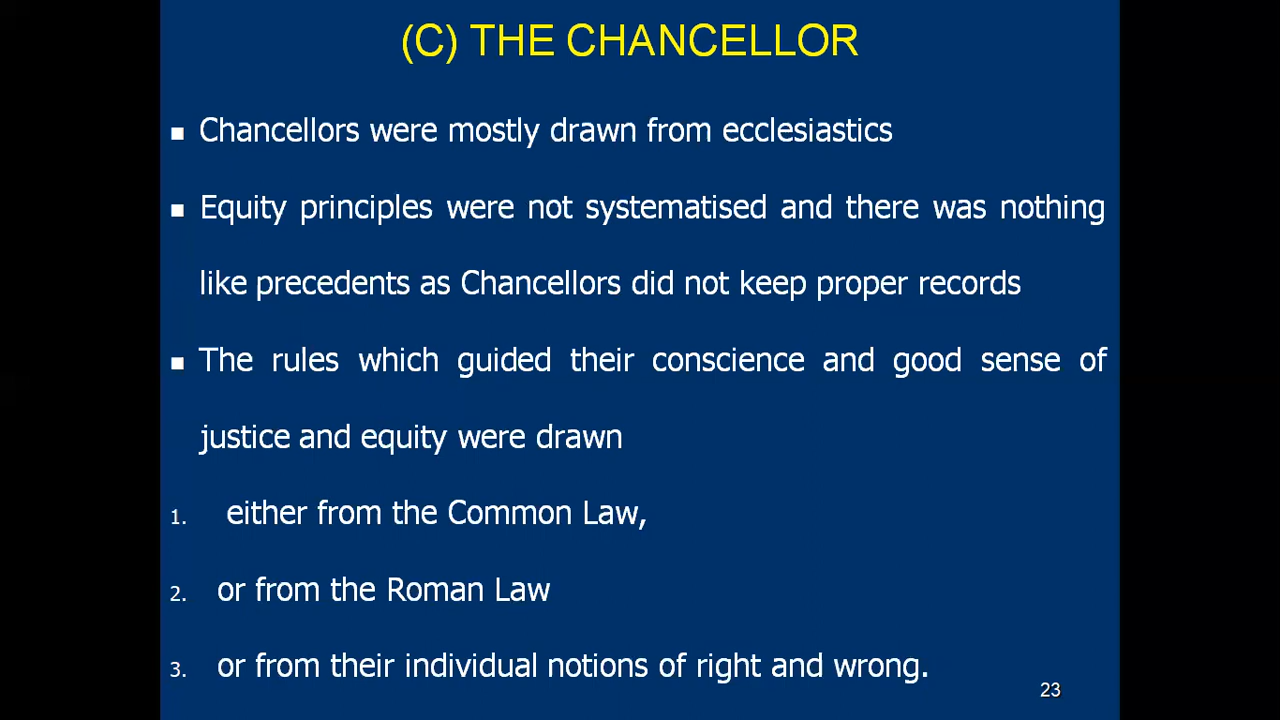 (C) THE CHANCELLOR
▪ Chancellors were mostly drawn from ecclesiastics
▪ Equity principles were not systematised and there was nothing
like precedents as Chancellors did not keep proper records
▪ The rules which guided their conscience and good sense of
justice and equity were drawn
1. either from the Common Law,
2. or from the Roman Law
3. or from their individual notions of right and wrong.
23